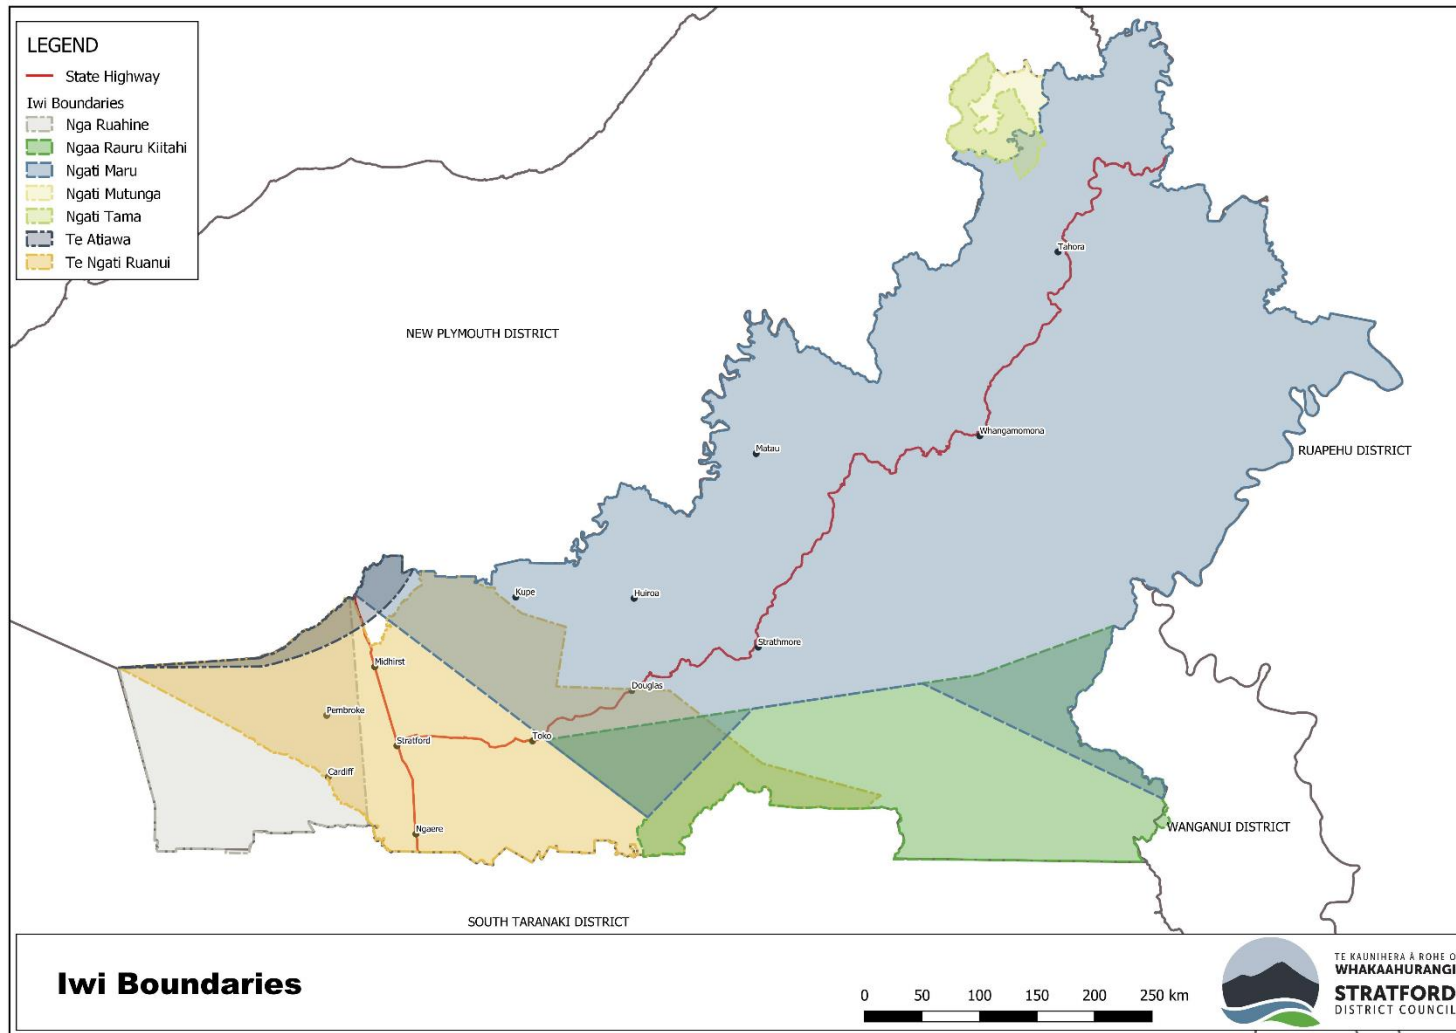 LEGEND
State Highway
Iwi Boundaries
Nga Ruahine
Ngaa Rauru Kiitahi
Ngati Maru
Ngati Mutunga
Ngati Tama
Te Atiawa
Te Ngati Ruanui
Tahora
NEW PLYMOUTH DISTRICT
Whangamomona
Matau
RUAPEHU DISTRICT
Kupe
Huiroa
Strathmore
Midhirst
Douglas
Pembroke
Toko
Stratford
Cardiff
Ngaere
WANGANUI DISTRICT
SOUTH TARANAKI DISTRICT
Iwi Boundaries
0 50 100 150 200 250 km
TE KAUNIHERA Ā ROHE O
WHAKAAHURANGI
STRATFORD
DISTRICT COUNCIL